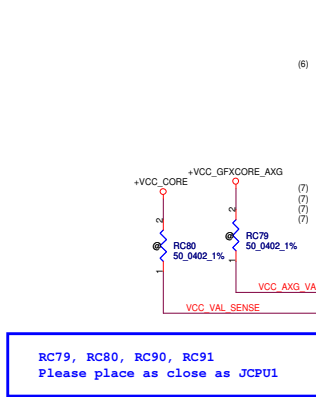 (6)
+VCC_GFXCORE_AXG
+VCC_CORE
(7)
(7)
(7)
(7)
2
2
@
RC80
50_0402_1%
@
RC79
50_0402_1%
1
1
VCC_AXG_VA
VCC_VAL_SENSE
RC79, RC80, RC90, RC91
Please place as close as JCPU1